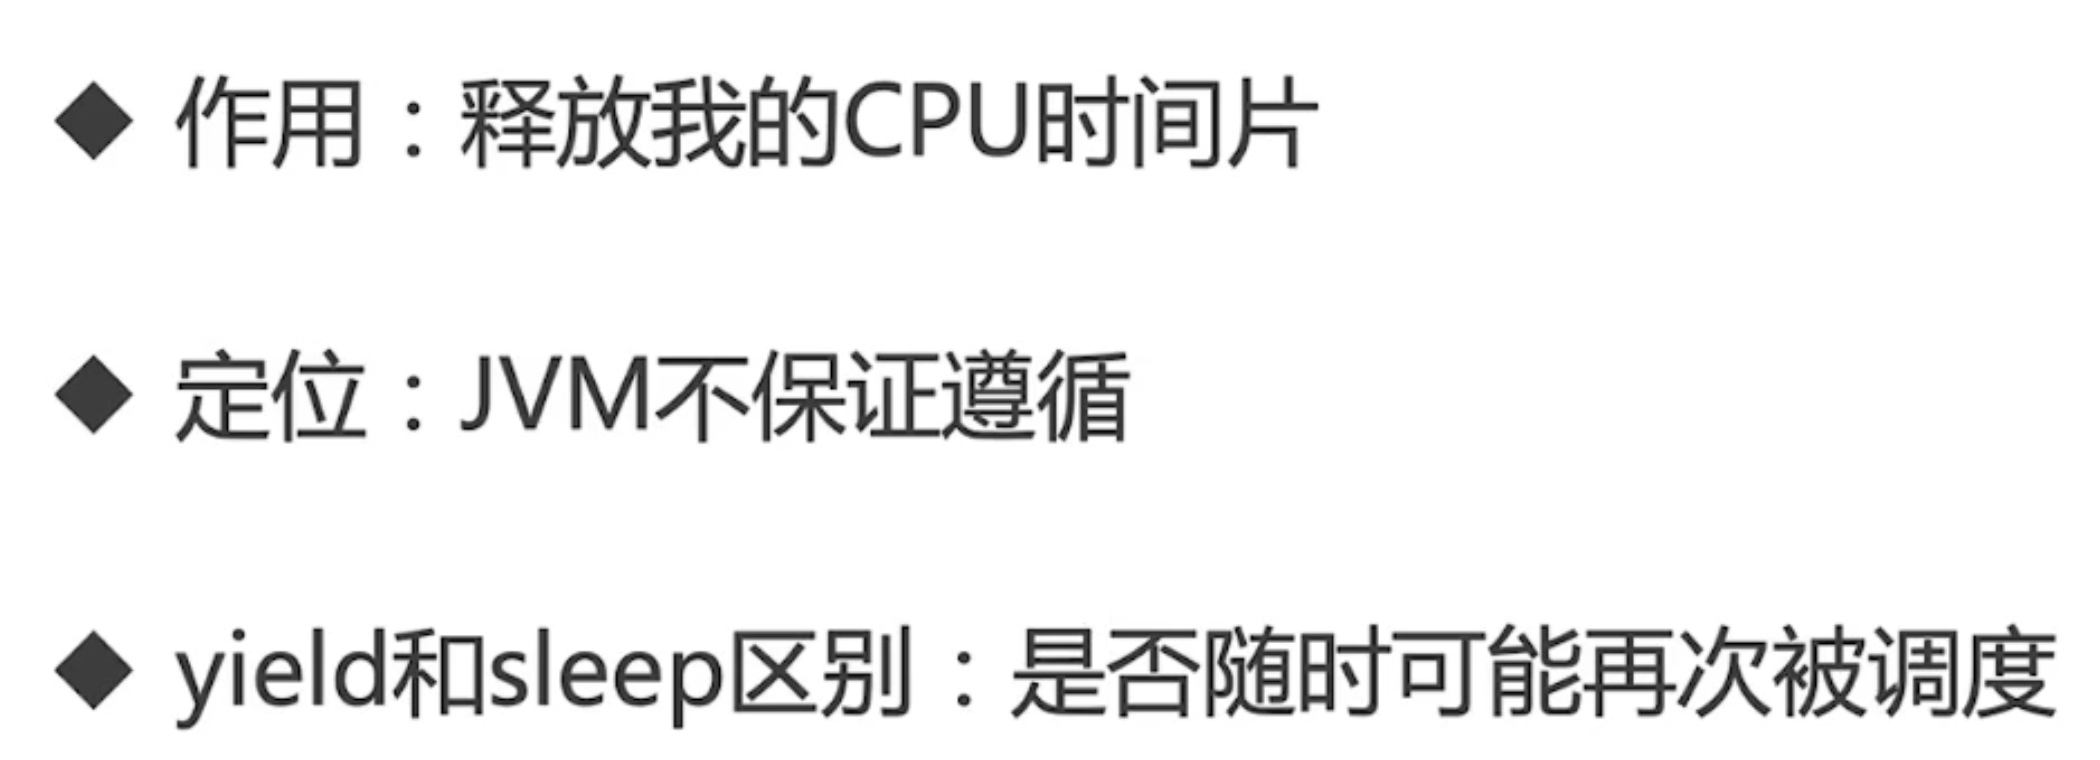 ◆ 作用：释放我的CPU时间片
◆ 定位：JVM不保证遵循
◆ yield和sleep区别：是否随时可能再次被调度